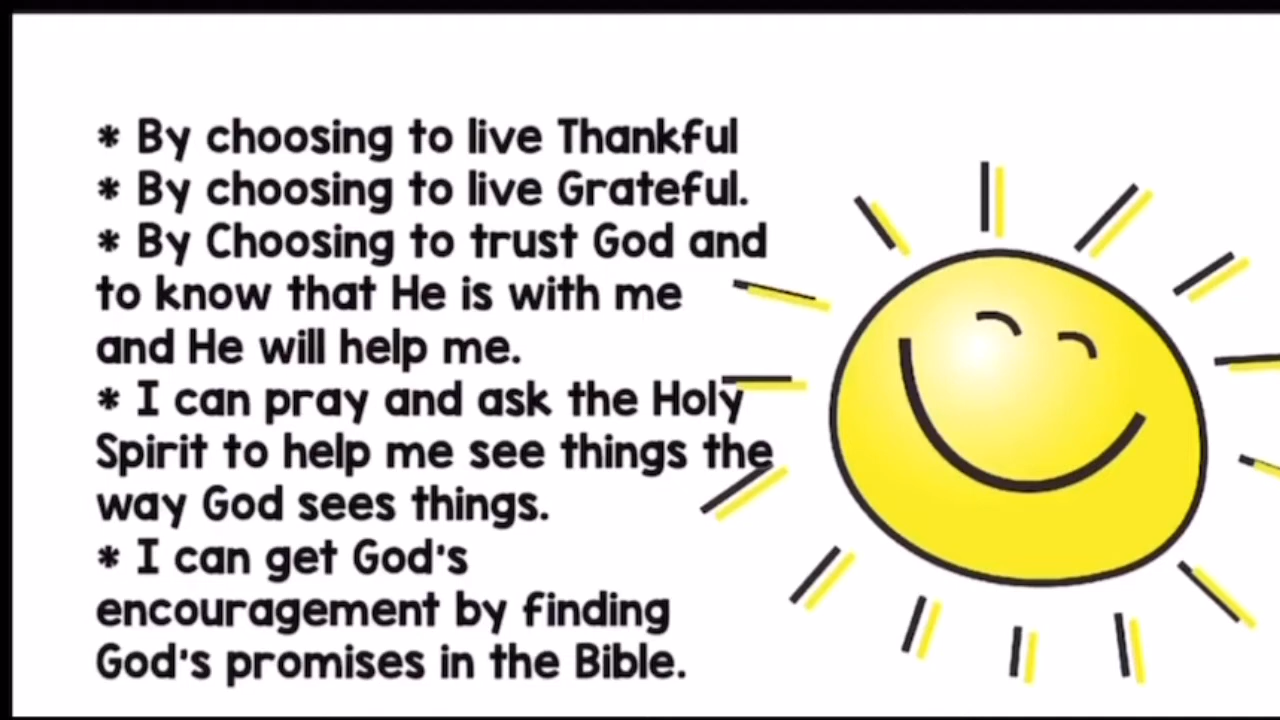 * By choosing to live Thankful
* By choosing to live Grateful.
* By Choosing to trust God and
to know that He is with me
and He will help me.
* I can pray and ask the Holy
Spirit to help me see things the
way God sees things.
* I can get God's
encouragement by finding
God's promises in the Bible.